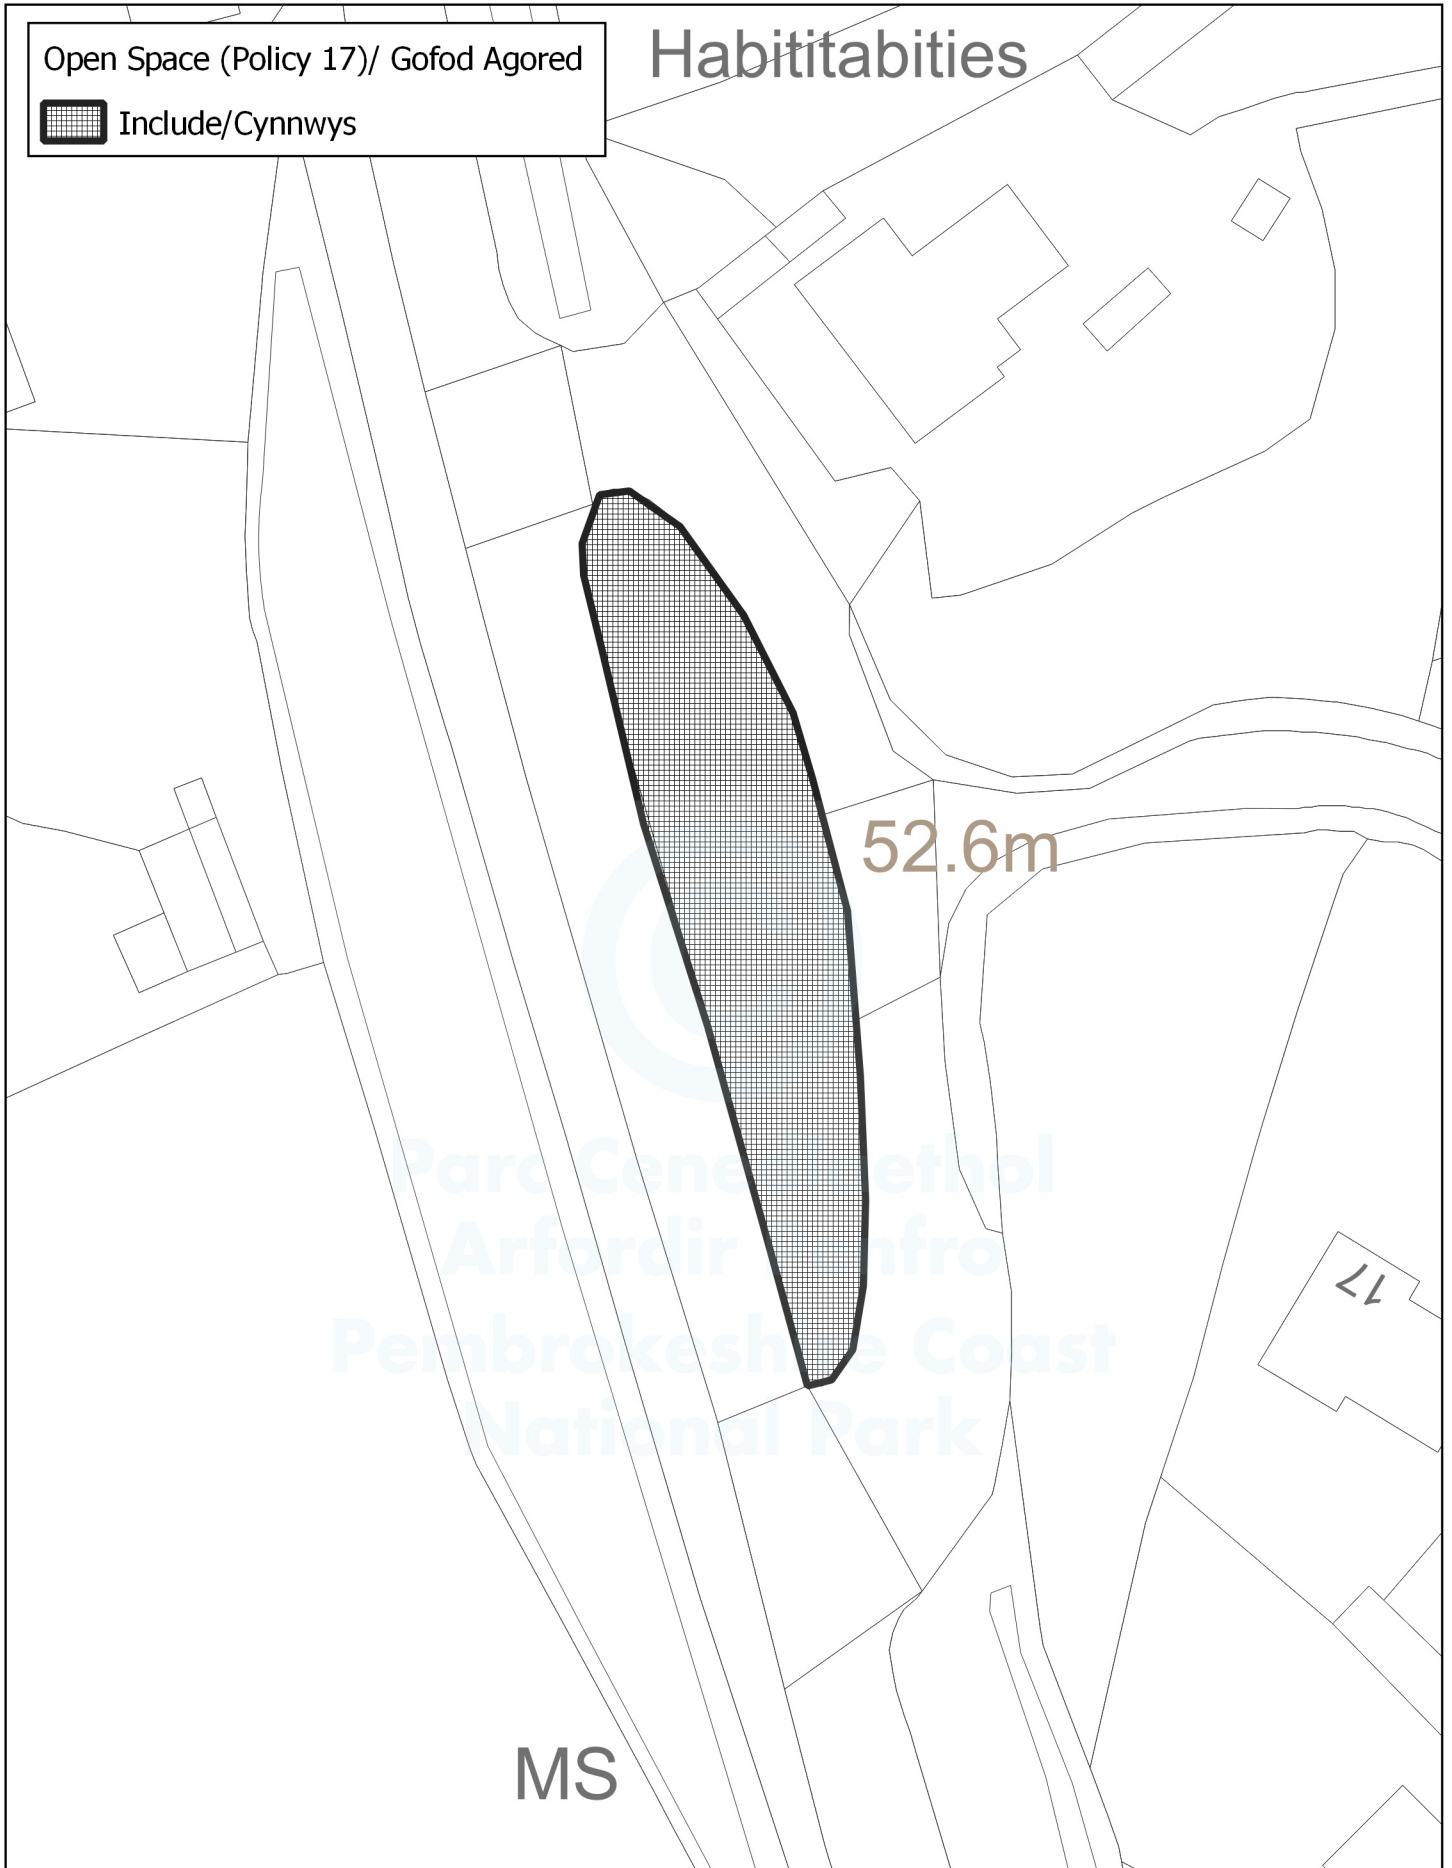 Open Space (Policy 17)/ Gofod Agored
Include/Cynnwys
Habititabities
52.6m
©
Parc Cenedlaethol
Arfordir Penfro
Pembrokeshire Coast
National Park
17
MS